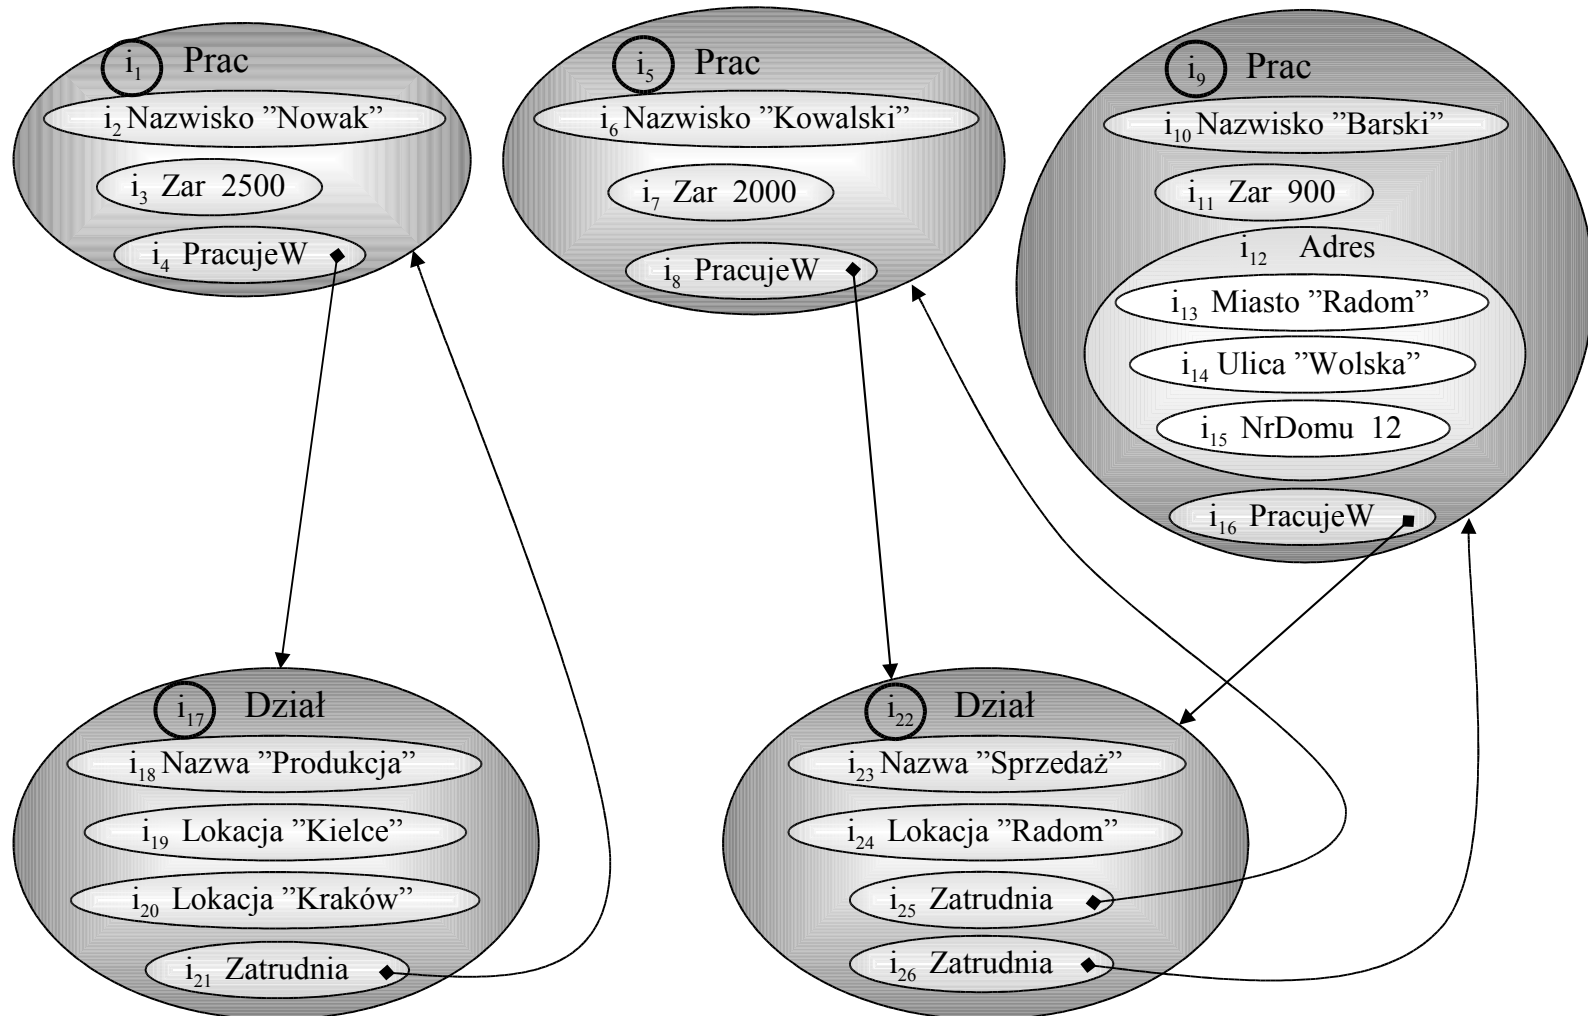 i1 Prac
i2 Nazwisko ”Nowak”
i3 Zar 2500
i4 PracujeW
i5 Prac
i6 Nazwisko ”Kowalski”
i7 Zar 2000
i8 PracujeW
i9 Prac
i10 Nazwisko ”Barski”
i11 Zar 900
i12 Adres
i13 Miasto ”Radom”
i14 Ulica ”Wolska”
i15 NrDomu 12
i16 PracujeW
i17 Dział
i18 Nazwa ”Produkcja”
i19 Lokacja ”Kielce”
i20 Lokacja ”Kraków”
i21 Zatrudnia
i22 Dział
i23 Nazwa ”Sprzedaż”
i24 Lokacja ”Radom”
i25 Zatrudnia
i26 Zatrudnia